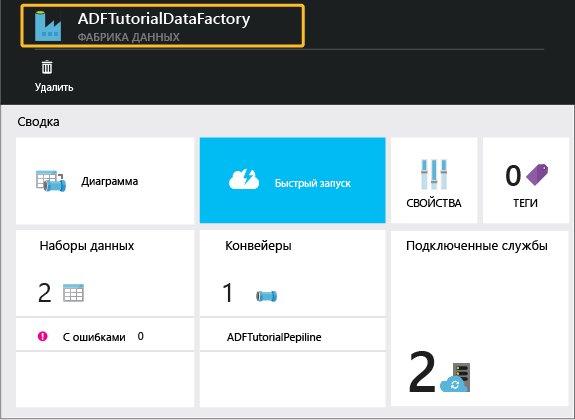 ADFTutorialDataFactory
ФАБРИКА ДАННЫХ
Удалить
Сводка
Диаграмма
Быстрый запуск
СВОЙСТВА
0
ТЕГИ
Наборы данных
2
С ошибками 0
Конвейеры
1
ADFTutorialPepiline
Подключенные службы
2